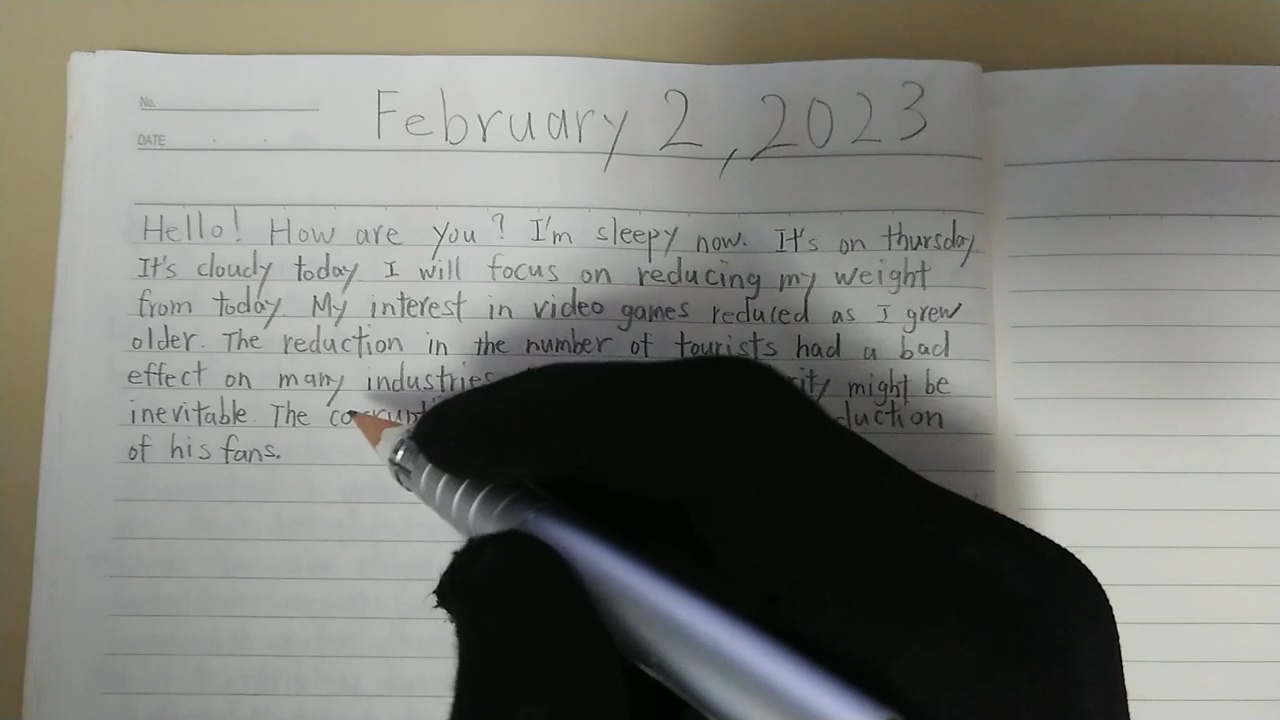 No.
DATE
February 2, 2023
Hello! How are you? I'm sleepy now. It's on thursday
It's cloudy today I will focus on reducing my weight
from today. My interest in video games reduced as I grew
older. The reduction in the number of tourists had a bad
effect on many industries might be
inevitable. The
of his fans.